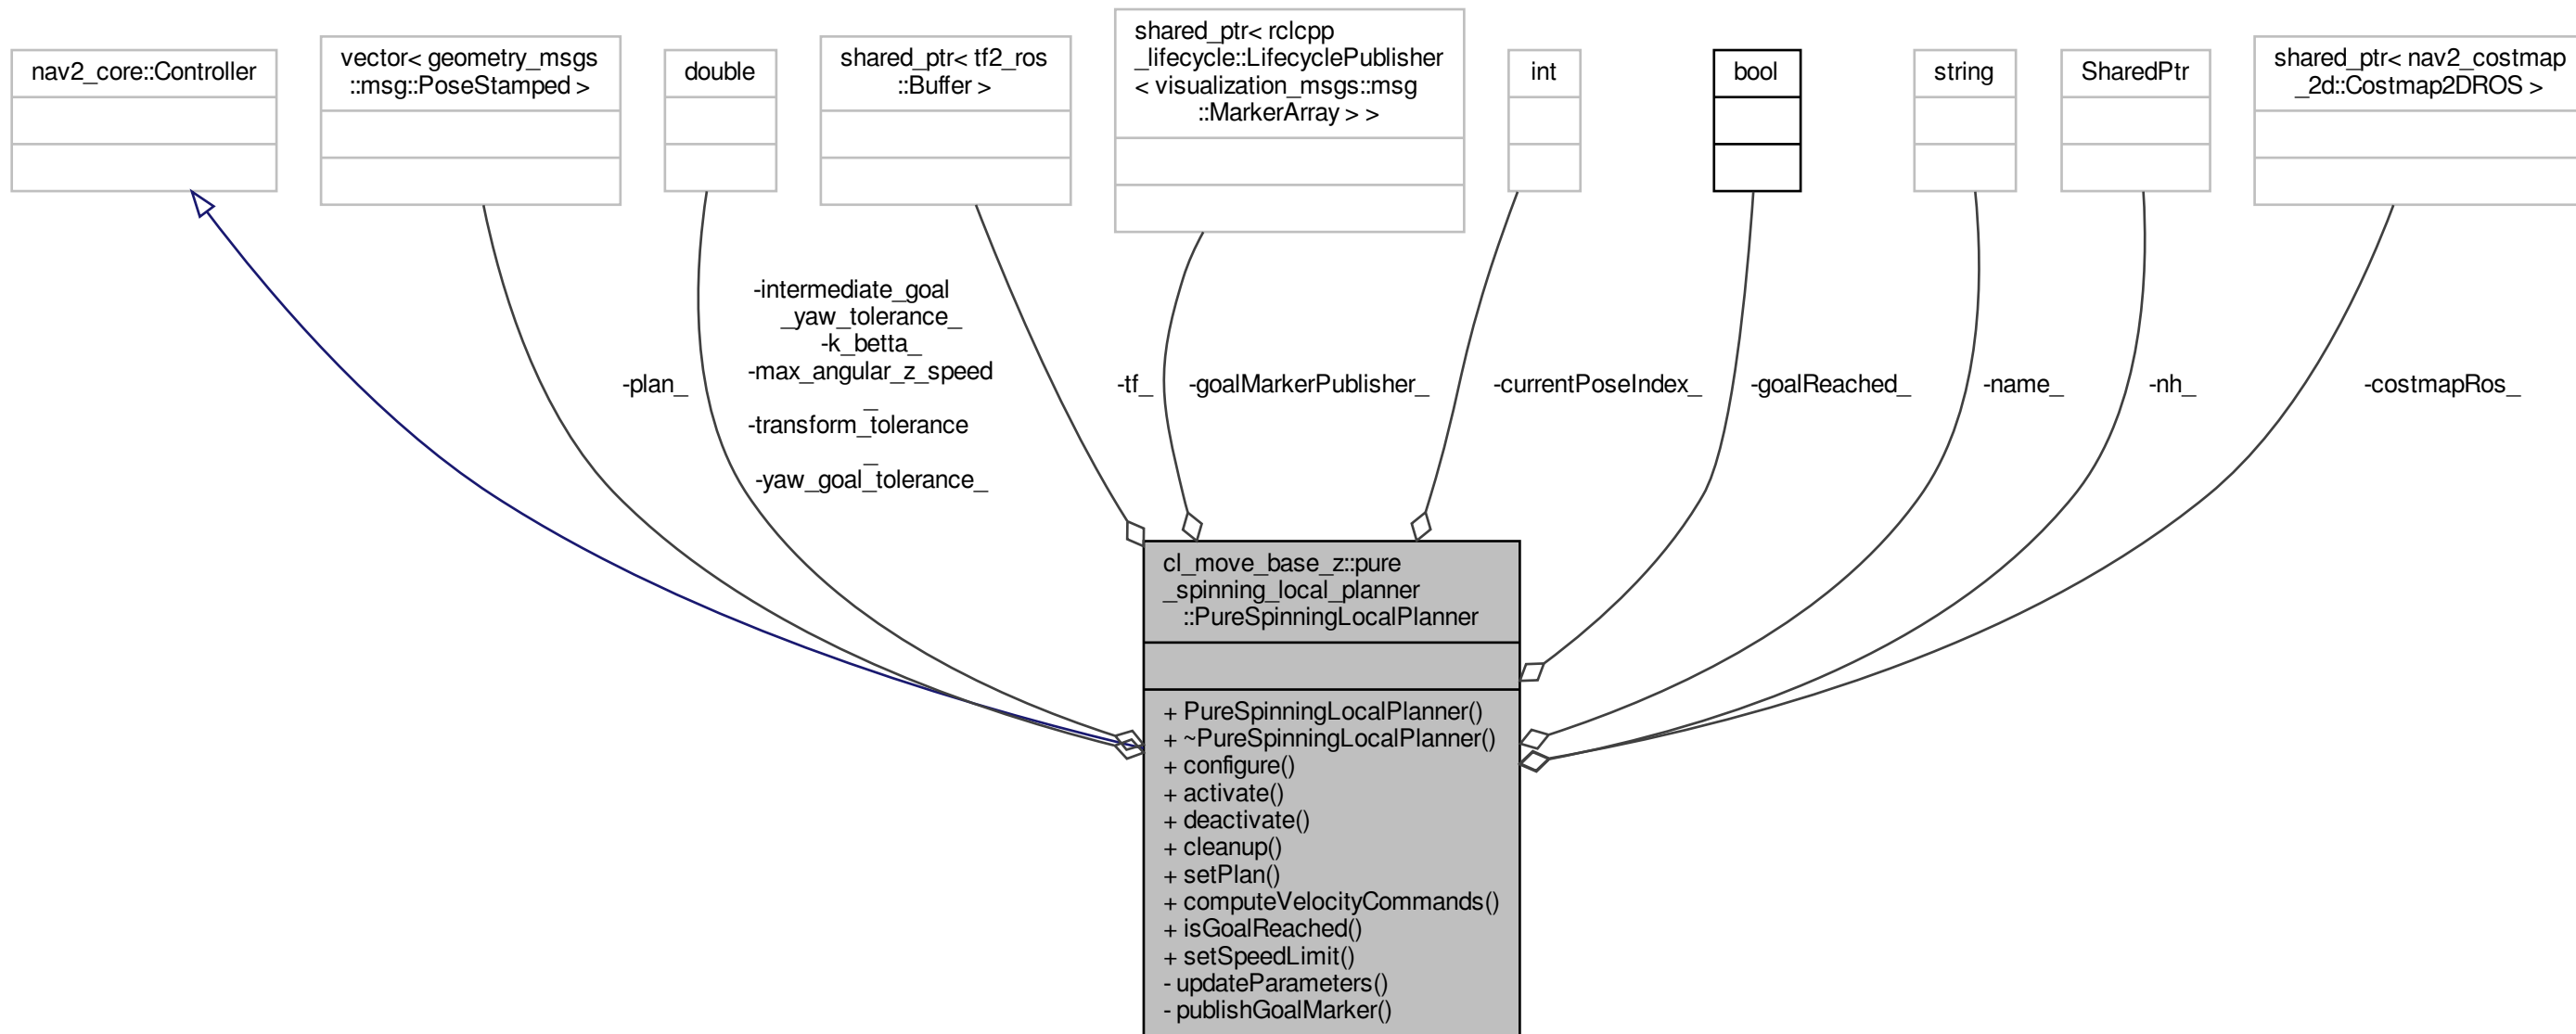 nav2_core::Controller
vector< geometry_msgs
::msg::PoseStamped >
double
shared_ptr< tf2_ros
::Buffer >
shared_ptr< rclcpp
_lifecycle::LifecyclePublisher
< visualization_msgs::msg
::MarkerArray > >
int
bool
string
SharedPtr
shared_ptr< nav2_costmap
_2d::Costmap2DROS >
-plan_
-intermediate_goal
_yaw_tolerance_
-k_betta_
-max_angular_z_speed
_
-transform_tolerance
_
-yaw_goal_tolerance_
-tf_
-goalMarkerPublisher_
-currentPoseIndex_
-goalReached_
-name_
-nh_
-costmapRos_
cl_move_base_z::pure
_spinning_local_planner
::PureSpinningLocalPlanner
+ PureSpinningLocalPlanner()
+ ~PureSpinningLocalPlanner()
+ configure()
+ activate()
+ deactivate()
+ cleanup()
+ setPlan()
+ computeVelocityCommands()
+ isGoalReached()
+ setSpeedLimit()
- updateParameters()
- publishGoalMarker()